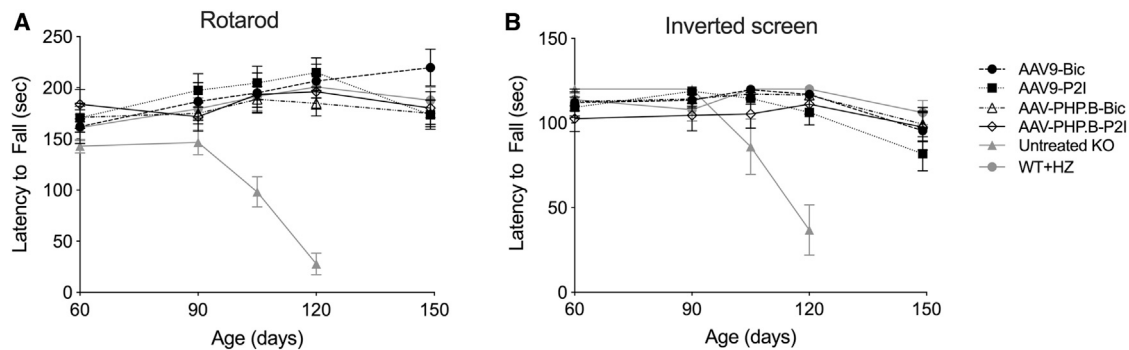 A
Rotarod
Latency to Fall (sec)
250
200
150
100
50
0
60
90
120
150
Age (days)
B
Inverted screen
Latency to Fall (sec)
150
100
50
0
60
90
120
150
Age (days)
AAV9-Bic
AAV9-P2I
AAV-PHP.B-Bic
AAV-PHP.B-P2I
Untreated KO
WT+HZ